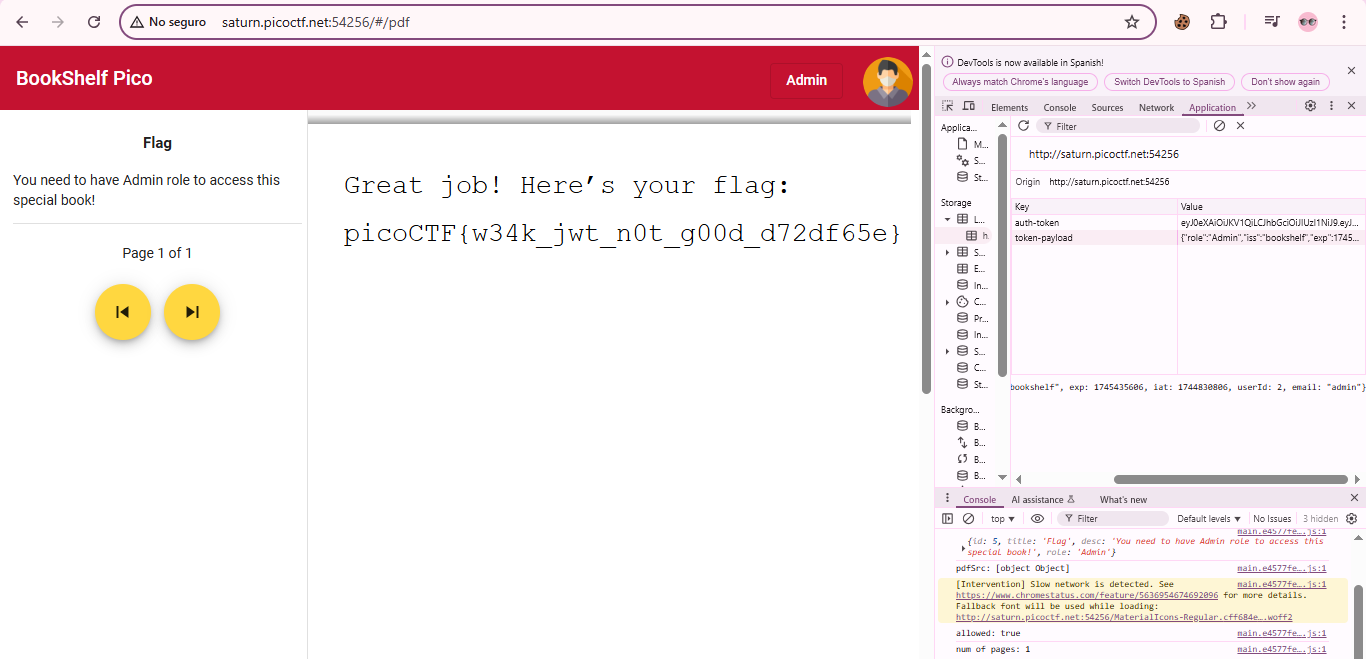 No seguro
saturn.picoctf.net:54256/#/pdf
BookShelf Pico
Admin
Flag
You need to have Admin role to access this
special book!
Page 1 of 1
Great job! Here’s your flag:
picoCTF{w34k_jwt_n0t_g00d_d72df65e}
DevTools is now available in Spanish!
Always match Chrome's language
Switch DevTools to Spanish
Don't show again
Elements
Console
Sources
Network
Application
Applica...
M...
S...
St...
Storage
L...
h.
S...
E...
In...
C...
Pr...
In...
S...
C...
St...
Backgro...
B...
B...
B...
B...
Filter
http://saturn.picoctf.net:54256
Origin http://saturn.picoctf.net:54256
Key Value
auth-token eyJ0eXAiOiJKV1QiLCJhbGciOiJIUzI1NiJ9.eyJ...
token-payload {"role":"Admin","iss":"bookshelf","exp":1745...
bookshelf", exp: 1745435606, iat: 1744830806, userId: 2, email: "admin"}
Console
AI assistance
What's new
top
Filter
Default levels
No Issues
3 hidden
main.e4577fe….js:1
{id: 5, title: 'Flag', desc: 'You need to have Admin role to access this
special book!', role: 'Admin'}
pdfSrc: [object Object] main.e4577fe….js:1
[Intervention] Slow network is detected. See main.e4577fe….js:1
https://www.chromestatus.com/feature/5636954674692096 for more details.
Fallback font will be used while loading:
http://saturn.picoctf.net:54256/MaterialIcons-Regular.cff684e….woff2
allowed: true main.e4577fe….js:1
num of pages: 1 main.e4577fe….js:1